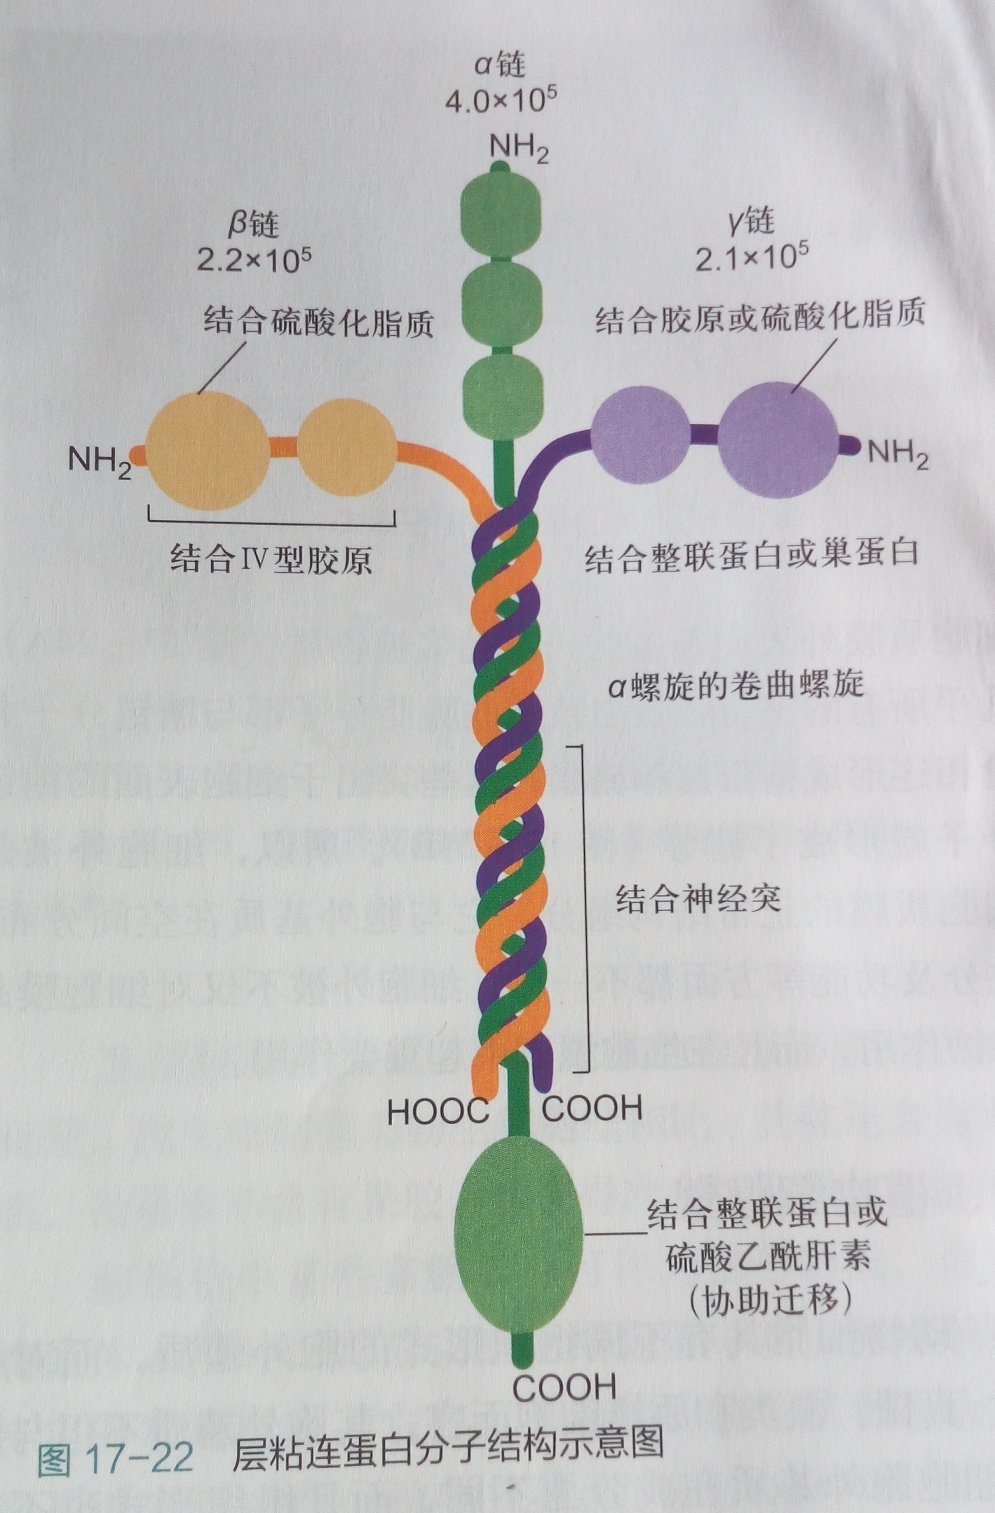 α链
4.0×10⁵
NH₂
β链
2.2×10⁵
γ链
2.1×10⁵
结合硫酸化脂质
结合胶原或硫酸化脂质
NH₂
NH₂
结合Ⅳ型胶原
结合整联蛋白或巢蛋白
α螺旋的卷曲螺旋
结合神经突
HOOC
COOH
结合整联蛋白或
硫酸乙酰肝素
(协助迁移)
COOH
图 17-22 层粘连蛋白分子结构示意图